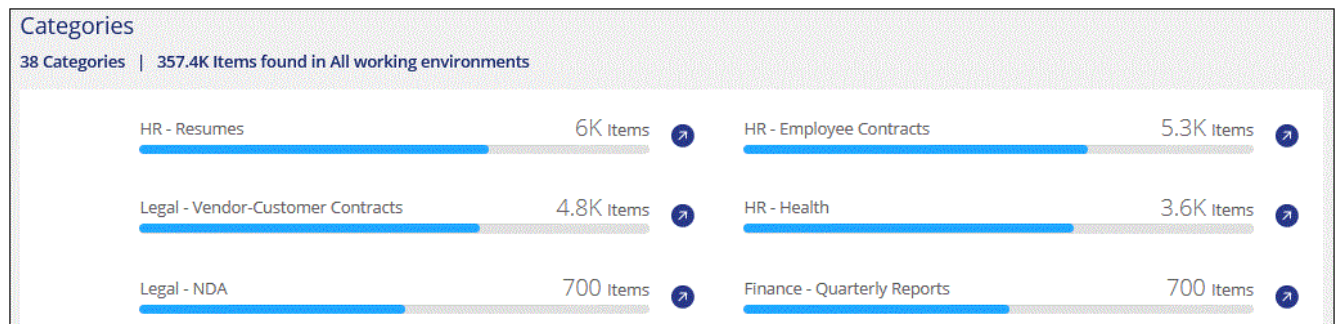 Categories
38 Categories | 357.4K Items found in All working environments
HR - Resumes 6K Items
HR - Employee Contracts 5.3K Items
Legal - Vendor-Customer Contracts 4.8K Items
HR - Health 3.6K Items
Legal - NDA 700 Items
Finance - Quarterly Reports 700 Items